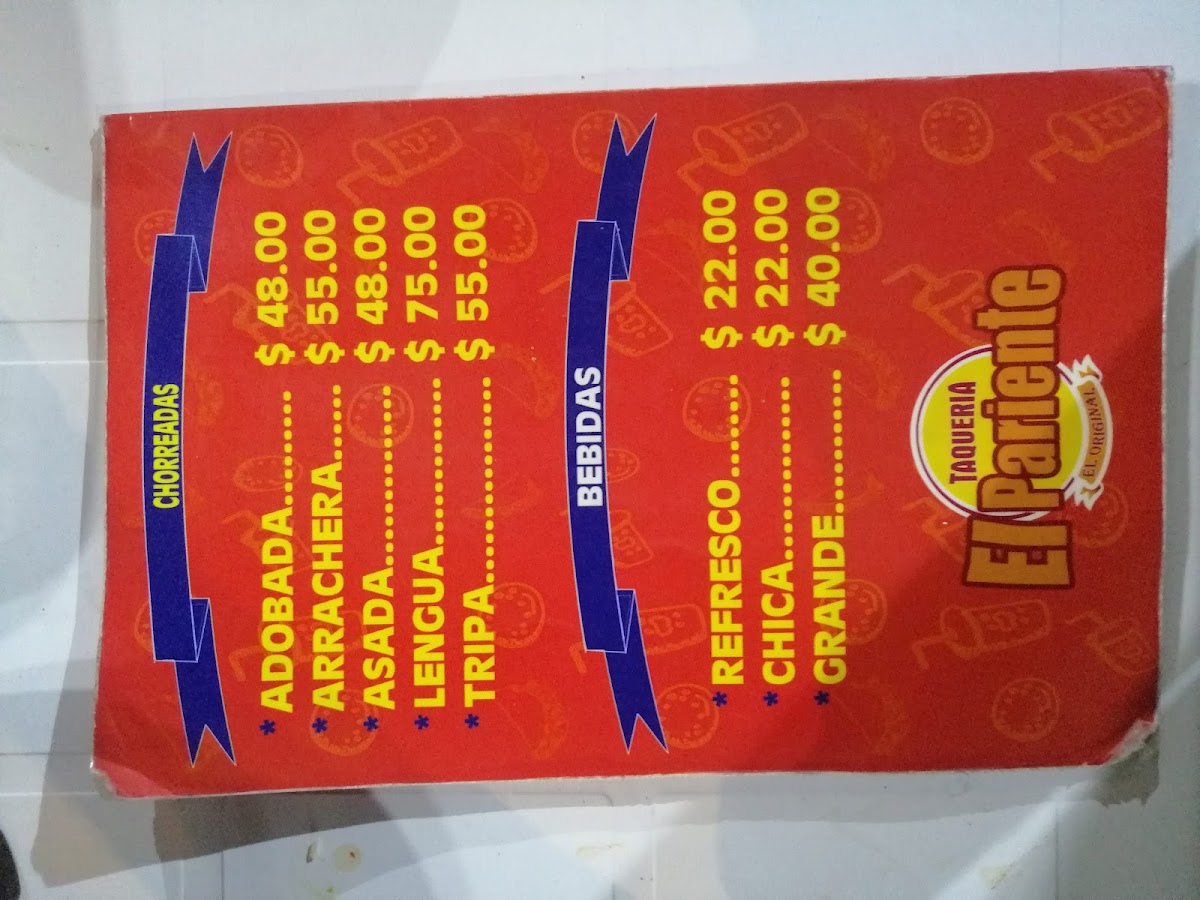 CHORREADAS
* ADOBADA.......... $ 48.00
* ARRACHERA..... $ 55.00
* ASADA............... $ 48.00
* LENGUA............. $ 75.00
* TRIPA................. $ 55.00
BEBIDAS
* REFRESCO........ $ 22.00
* CHICA................ $ 22.00
* GRANDE............ $ 40.00
TAQUERIA
El Pariente
EL ORIGINAL